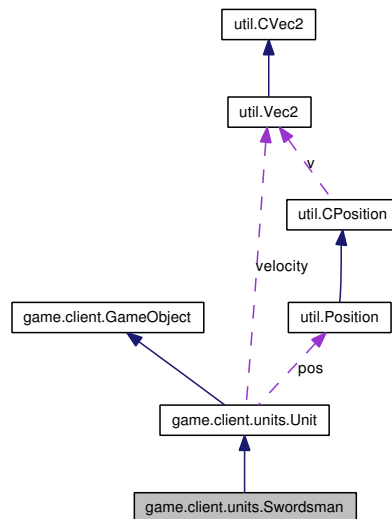 util.CVec2
util.Vec2
v
util.CPosition
velocity
game.client.GameObject
util.Position
pos
game.client.units.Unit
game.client.units.Swordsman